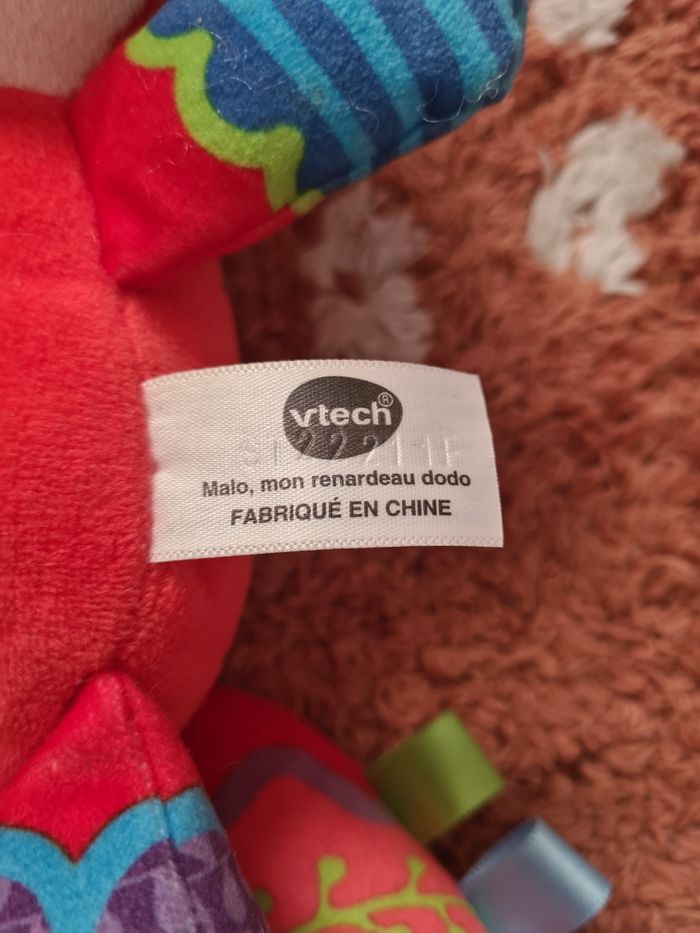 vtech®
Malo, mon renardeau dodo
FABRIQUÉ EN CHINE